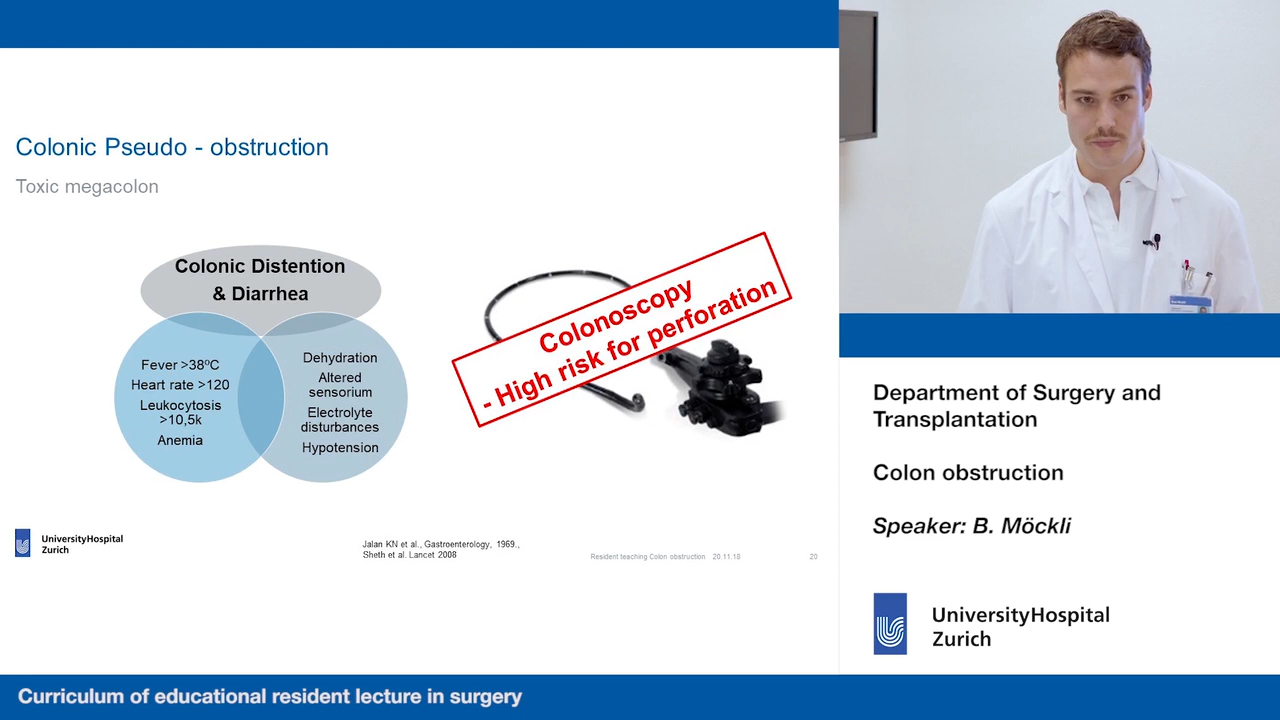 Colonic Pseudo - obstruction
Toxic megacolon
Colonic Distention
& Diarrhea
Fever >38ºC
Heart rate >120
Leukocytosis
>10,5k
Anemia
Dehydration
Altered
sensorium
Electrolyte
disturbances
Hypotension
Colonoscopy
- High risk for perforation
UniversityHospital
Zurich
Jalan KN et al., Gastroenterology, 1969.,
Sheth et al. Lancet 2008
Resident teaching Colon obstruction 20.11.18
20
Department of Surgery and
Transplantation
Colon obstruction
Speaker: B. Möckli
UniversityHospital
Zurich
Curriculum of educational resident lecture in surgery